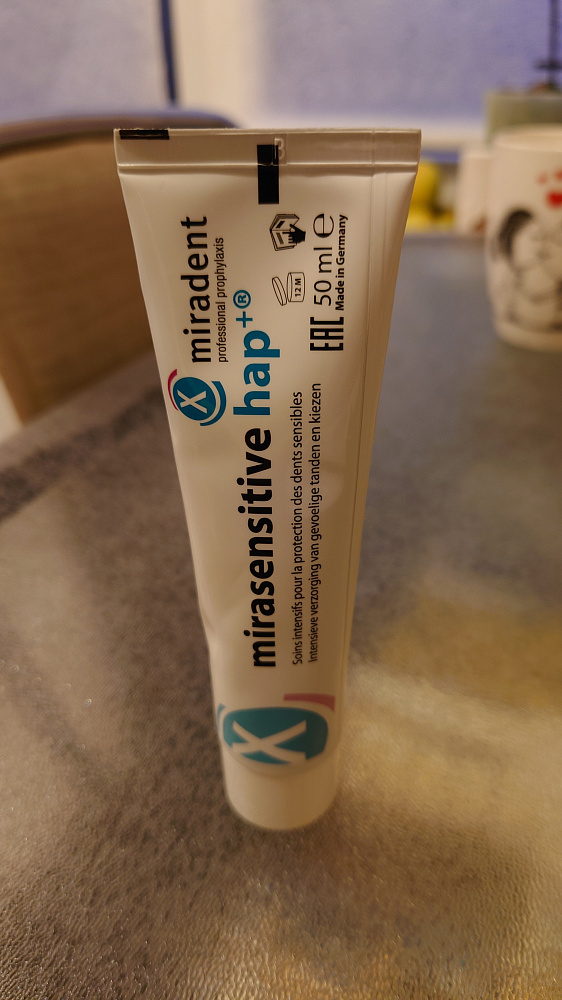 miradent
professional prophylaxis
mirasensitive hap+®
Soins intensifs pour la protection des dents sensibles
Intensieve verzorging van gevoelige tanden en kiezen
12 M
EAC 50 ml e
Made in Germany